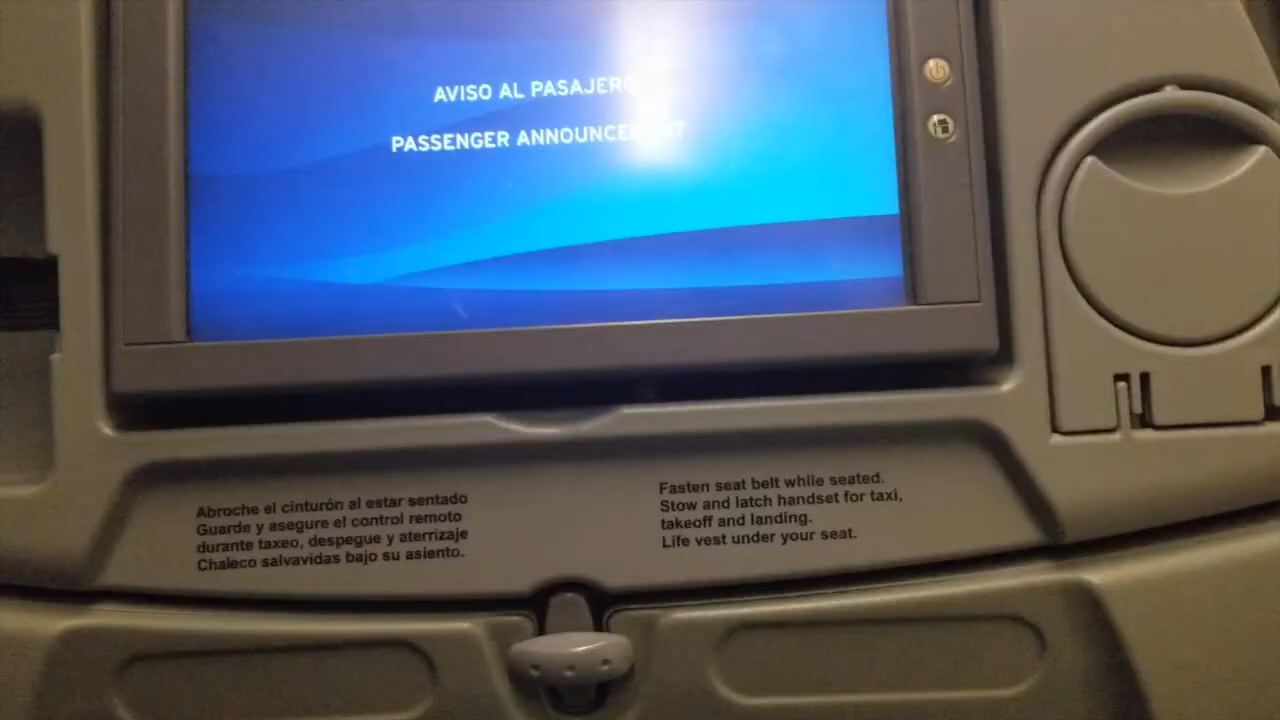 AVISO AL PASAJERO
PASSENGER ANNOUNCEMENT
Abroche el cinturón al estar sentado
Guarde y asegure el control remoto
durante taxeo, despegue y aterrizaje
Chaleco salvavidas bajo su asiento.
Fasten seat belt while seated.
Stow and latch handset for taxi,
takeoff and landing.
Life vest under your seat.